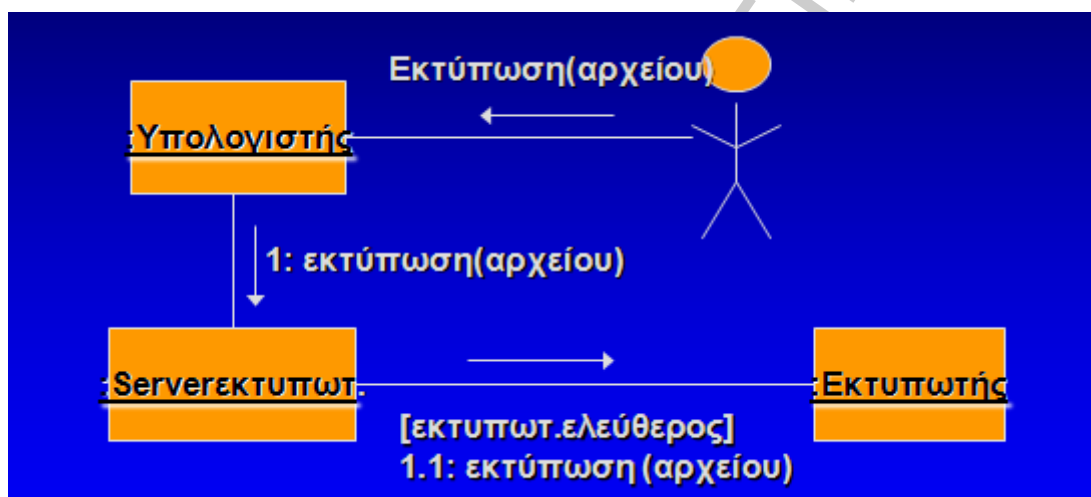 Εκτύπωση(αρχείου)
:Υπολογιστής
1: εκτύπωση(αρχείου)
:Serverεκτυπωτ.
:Εκτυπωτής
[εκτυπωτ.ελεύθερος]
1.1: εκτύπωση (αρχείου)